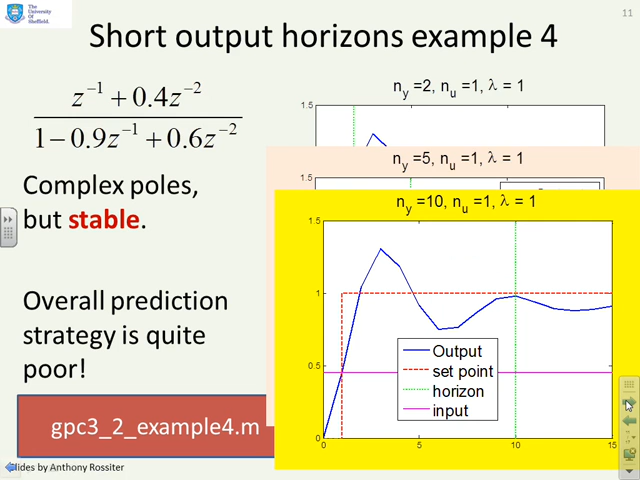 The
University
Of
Sheffield.
11
Short output horizons example 4
z⁻¹ + 0.4z⁻²
1 − 0.9z⁻¹ + 0.6z⁻²
Complex poles,
but stable.
Overall prediction
strategy is quite
poor!
gpc3_2_example4.m
Slides by Anthony Rossiter
n_y =2, n_u =1, λ = 1
1.5
n_y =5, n_u =1, λ = 1
1.5
n_y =10, n_u =1, λ = 1
1.5
1
0.5
0
0 5 10 15
Output
set point
horizon
input